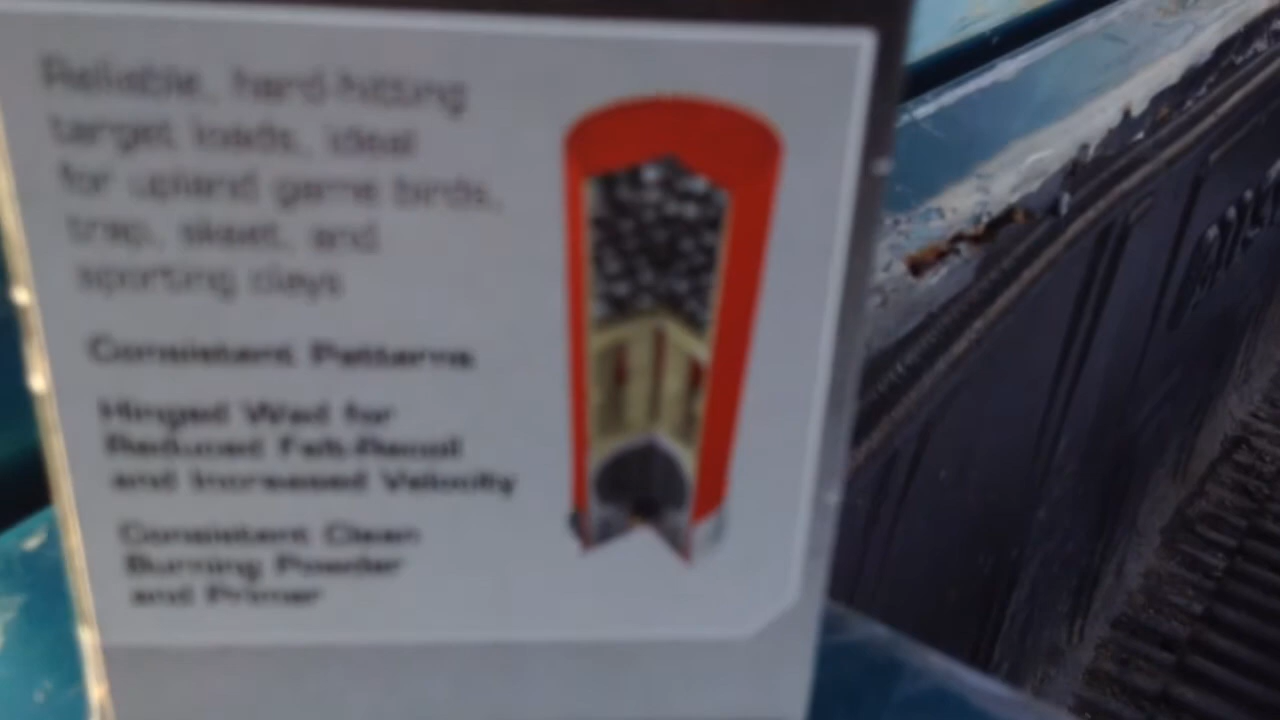 Reliable, hard-hitting
target loads, ideal
for upland game birds,
trap, skeet, and
sporting clays
Consistent Patterns
Hinged Wad for
Reduced Felt-Recoil
and Increased Velocity
Consistent Clean
Burning Powder
and Primer